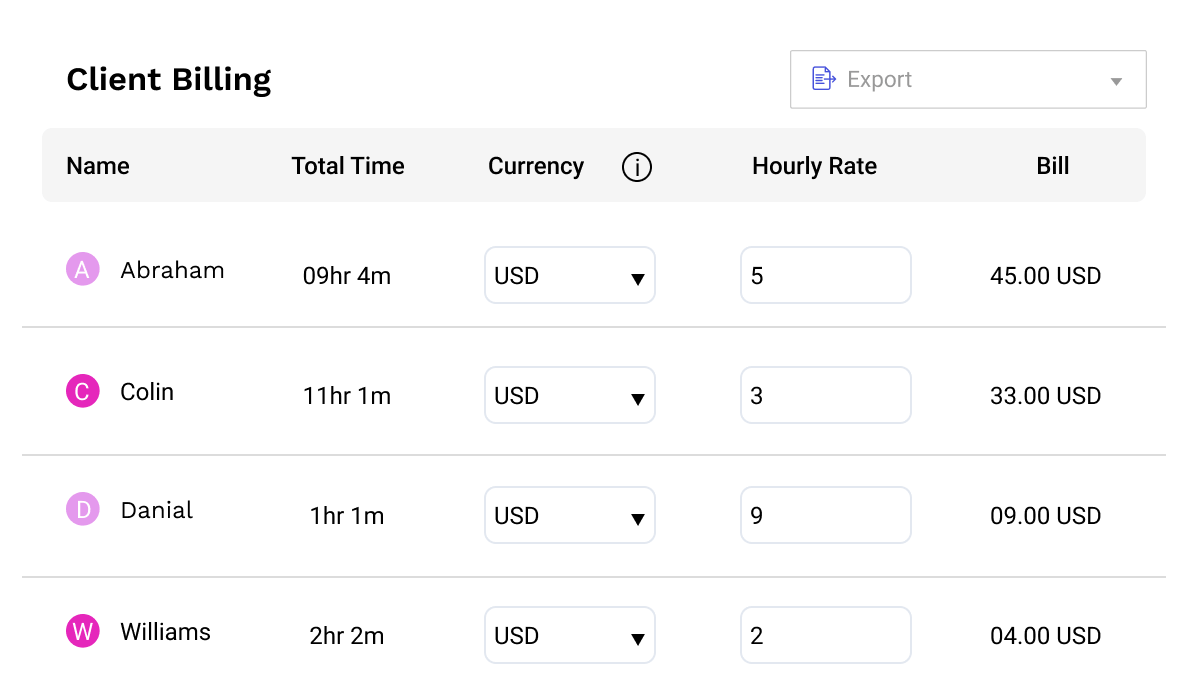 Client Billing Export
Name Total Time Currency i Hourly Rate Bill
A Abraham 09hr 4m USD 5 45.00 USD
C Colin 11hr 1m USD 3 33.00 USD
D Danial 1hr 1m USD 9 09.00 USD
W Williams 2hr 2m USD 2 04.00 USD